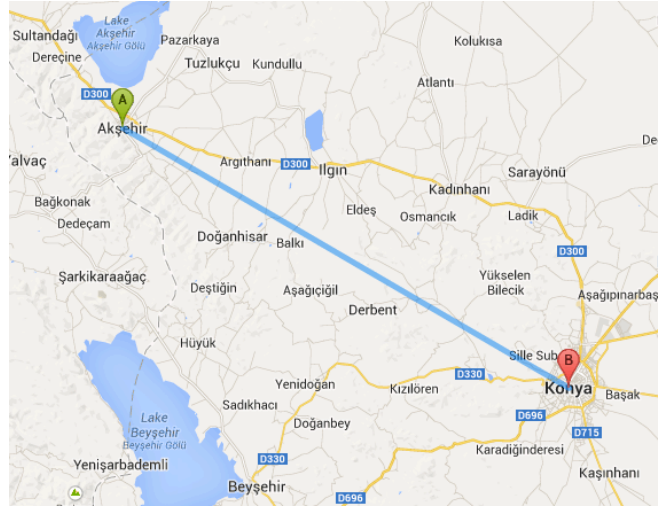 Lake
Akşehir
Akşehir Gölü
Sultandağı
Dereçine
Pazarkaya
Tuzlukçu
Kundullu
Kolukısa
Atlantı
D300
A
Akşehir
Yalvaç
Argıthanı
D300
Ilgın
De
Sarayönü
Kadınhanı
Bağkonak
Dedeçam
Eldeş
Osmancık
Ladik
Doğanhisar
Balkı
D300
Şarkikaraağaç
Deştiğin
Aşağıçiğil
Yükselen
Bilecik
Aşağıpınarbaş
Derbent
Hüyük
Sille Sub
B
D330
Konya
Yenidoğan
Kızılören
Başak
Sadıkhacı
D696
Lake
Beyşehir
Beyşehir Gölü
Doğanbey
D715
Karadiğinderesi
D330
Yenişarbademli
Kaşınhanı
Beyşehir
D696